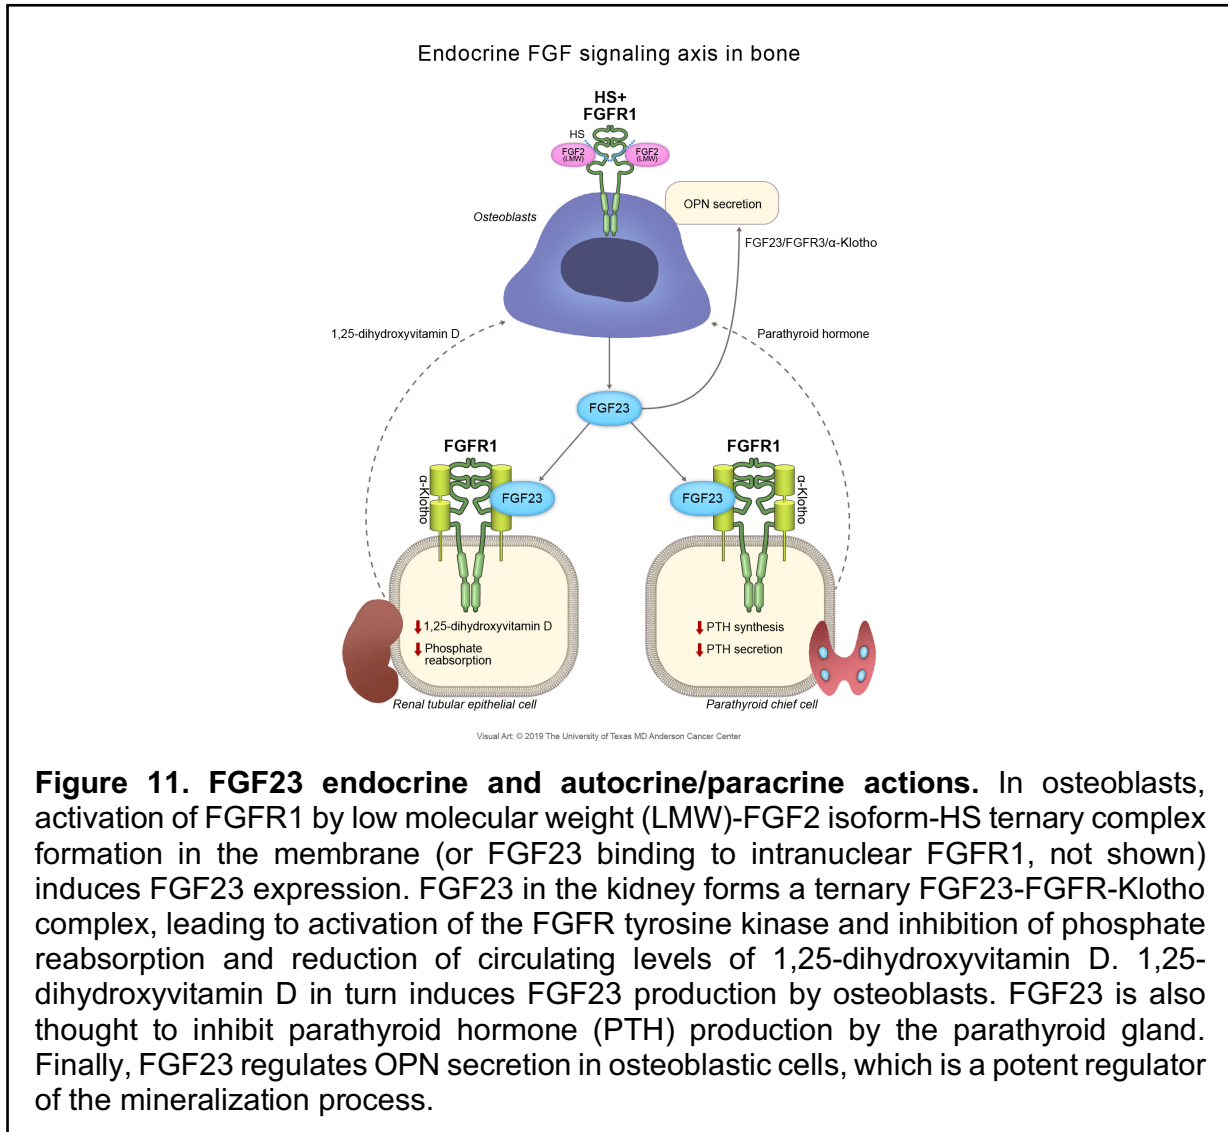 Endocrine FGF signaling axis in bone
HS+
FGFR1
HS
FGF2
(LMW)
FGF2
(LMW)
OPN secretion
Osteoblasts
FGF23/FGFR3/α-Klotho
1,25-dihydroxyvitamin D
Parathyroid hormone
FGF23
FGFR1
α-Klotho
FGF23
FGFR1
FGF23
α-Klotho
1,25-dihydroxyvitamin D
Phosphate
reabsorption
Renal tubular epithelial cell
PTH synthesis
PTH secretion
Parathyroid chief cell
Visual Art: © 2019 The University of Texas MD Anderson Cancer Center
Figure 11. FGF23 endocrine and autocrine/paracrine actions. In osteoblasts,
activation of FGFR1 by low molecular weight (LMW)-FGF2 isoform-HS ternary complex
formation in the membrane (or FGF23 binding to intranuclear FGFR1, not shown)
induces FGF23 expression. FGF23 in the kidney forms a ternary FGF23-FGFR-Klotho
complex, leading to activation of the FGFR tyrosine kinase and inhibition of phosphate
reabsorption and reduction of circulating levels of 1,25-dihydroxyvitamin D. 1,25-
dihydroxyvitamin D in turn induces FGF23 production by osteoblasts. FGF23 is also
thought to inhibit parathyroid hormone (PTH) production by the parathyroid gland.
Finally, FGF23 regulates OPN secretion in osteoblastic cells, which is a potent regulator
of the mineralization process.